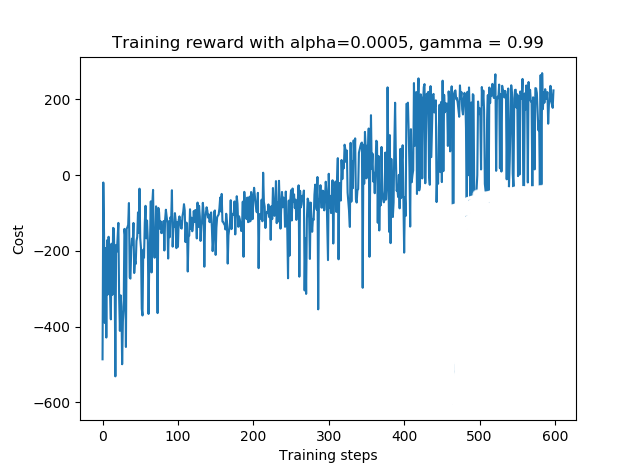 Training reward with alpha=0.0005, gamma = 0.99
200
0
−200
−400
−600
Cost
0 100 200 300 400 500 600
Training steps